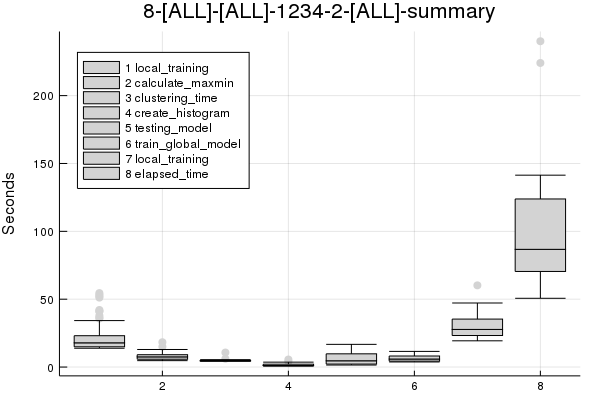 8-[ALL]-[ALL]-1234-2-[ALL]-summary
Seconds
200
150
100
50
0
1 local_training
2 calculate_maxmin
3 clustering_time
4 create_histogram
5 testing_model
6 train_global_model
7 local_training
8 elapsed_time
2
4
6
8